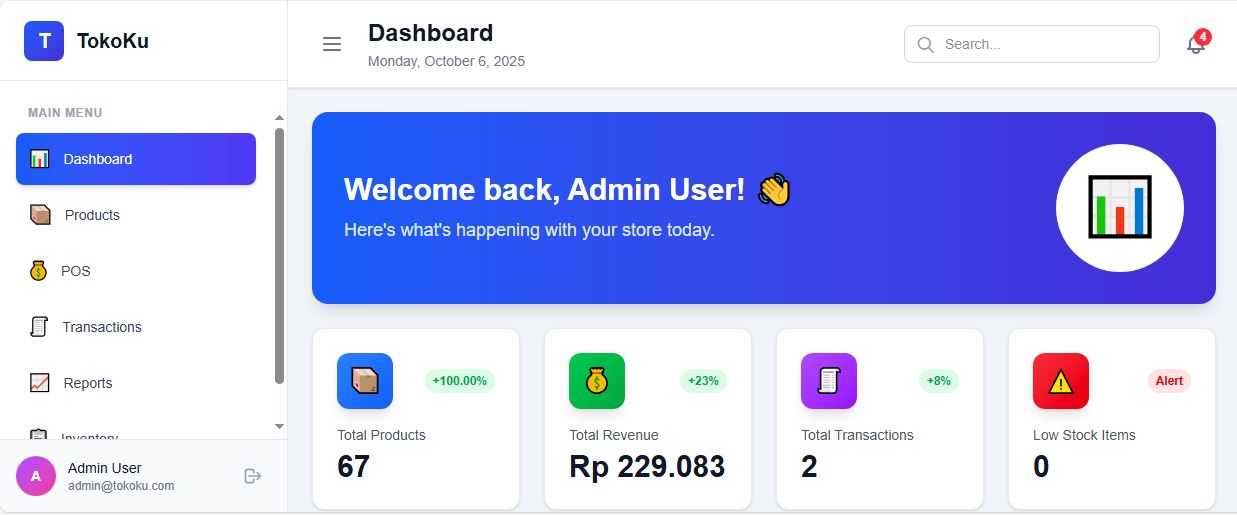 T TokoKu
MAIN MENU
Dashboard
Products
POS
Transactions
Reports
Inventory
A
Admin User
admin@tokoku.com
Dashboard
Monday, October 6, 2025
Search...
4
Welcome back, Admin User! 👋
Here's what's happening with your store today.
+100.00%
Total Products
67
+23%
Total Revenue
Rp 229.083
+8%
Total Transactions
2
Alert
Low Stock Items
0